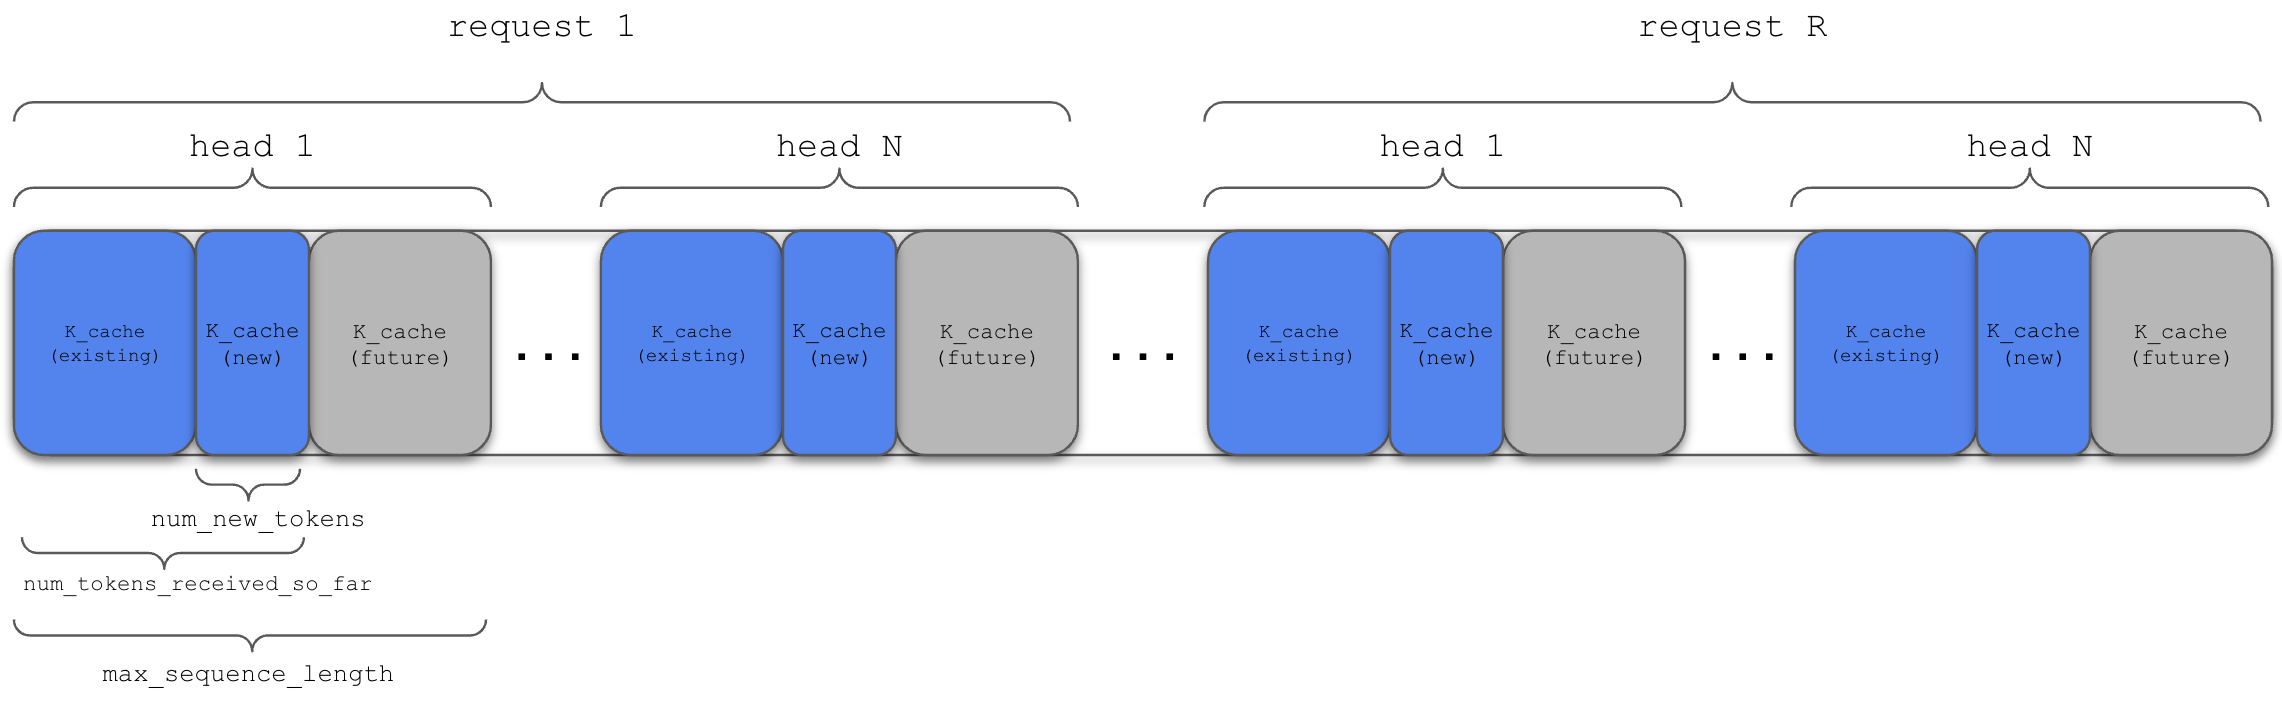 request 1
request R
head 1
head N
head 1
head N
K_cache
(existing)
K_cache
(new)
K_cache
(future)
...
K_cache
(existing)
K_cache
(new)
K_cache
(future)
...
K_cache
(existing)
K_cache
(new)
K_cache
(future)
...
K_cache
(existing)
K_cache
(new)
K_cache
(future)
num_new_tokens
num_tokens_received_so_far
max_sequence_length